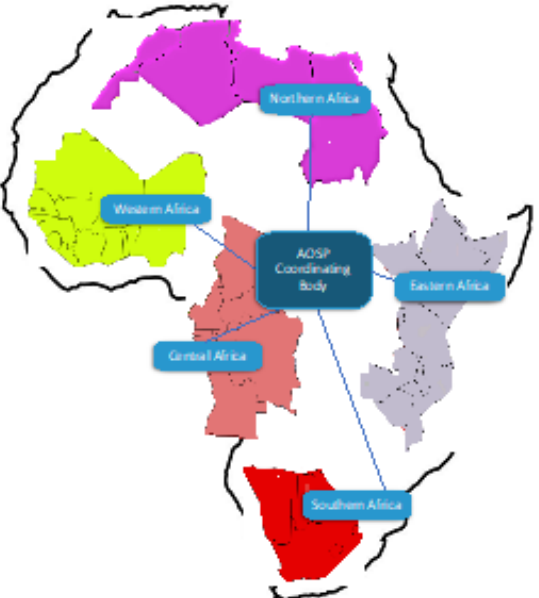 Northern Africa
Western Africa
AOSP
Coordinating
Body
Eastern Africa
Central Africa
Southern Africa